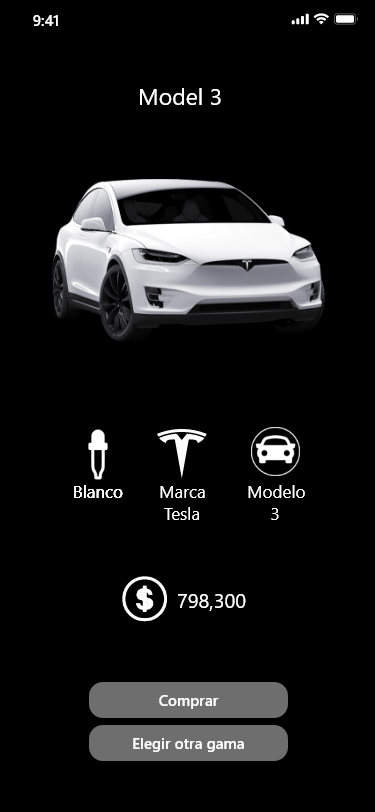 9:41
Model 3
Blanco
Marca
Tesla
Modelo
3
798,300
Comprar
Elegir otra gama